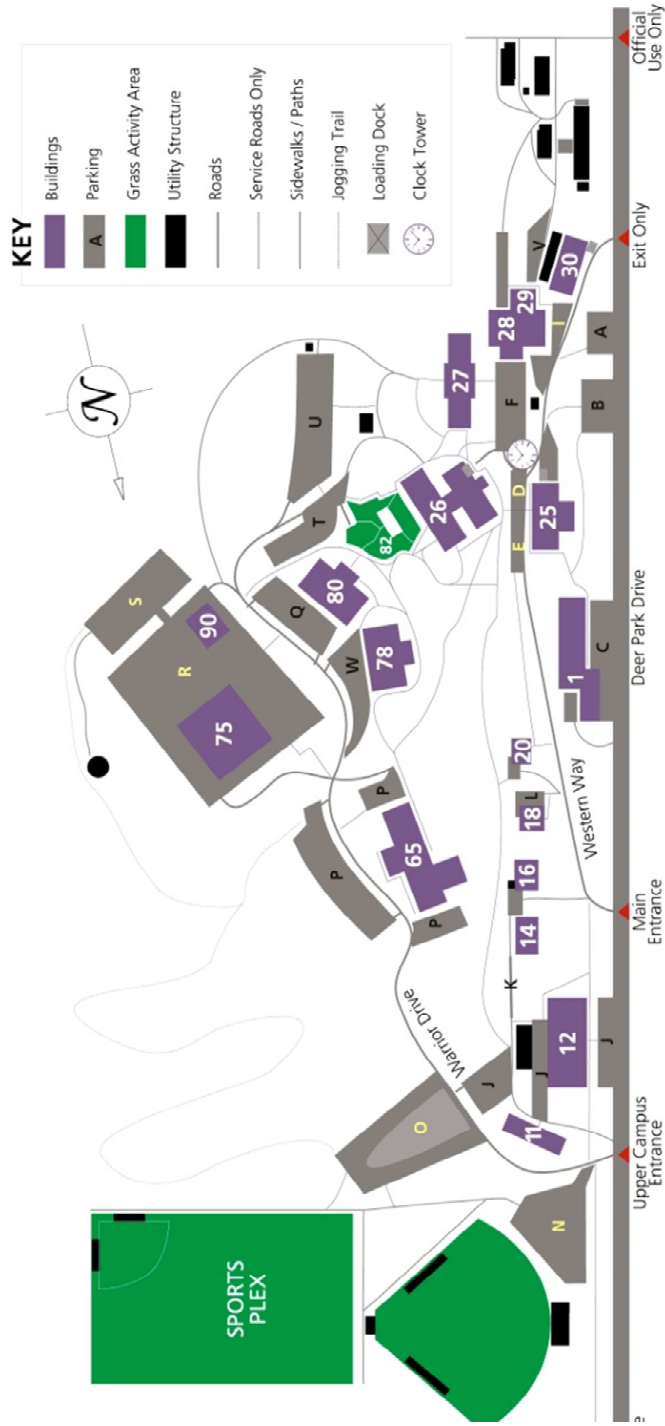 KEY
Buildings
A
Parking
Grass Activity Area
Utility Structure
Roads
Service Roads Only
Sidewalks / Paths
Jogging Trail
Loading Dock
Clock Tower
N
SPORTS
PLEX
S
R
90
75
U
T
Q
80
82
W
78
P
P
65
P
27
26
28
29
30
V
I
F
D
E
25
A
B
C
1
20
L
18
16
14
K
J
J
12
J
11
O
N
Warrior Drive
Western Way
Deer Park Drive
Upper Campus
Entrance
Main
Entrance
Exit Only
Official
Use Only